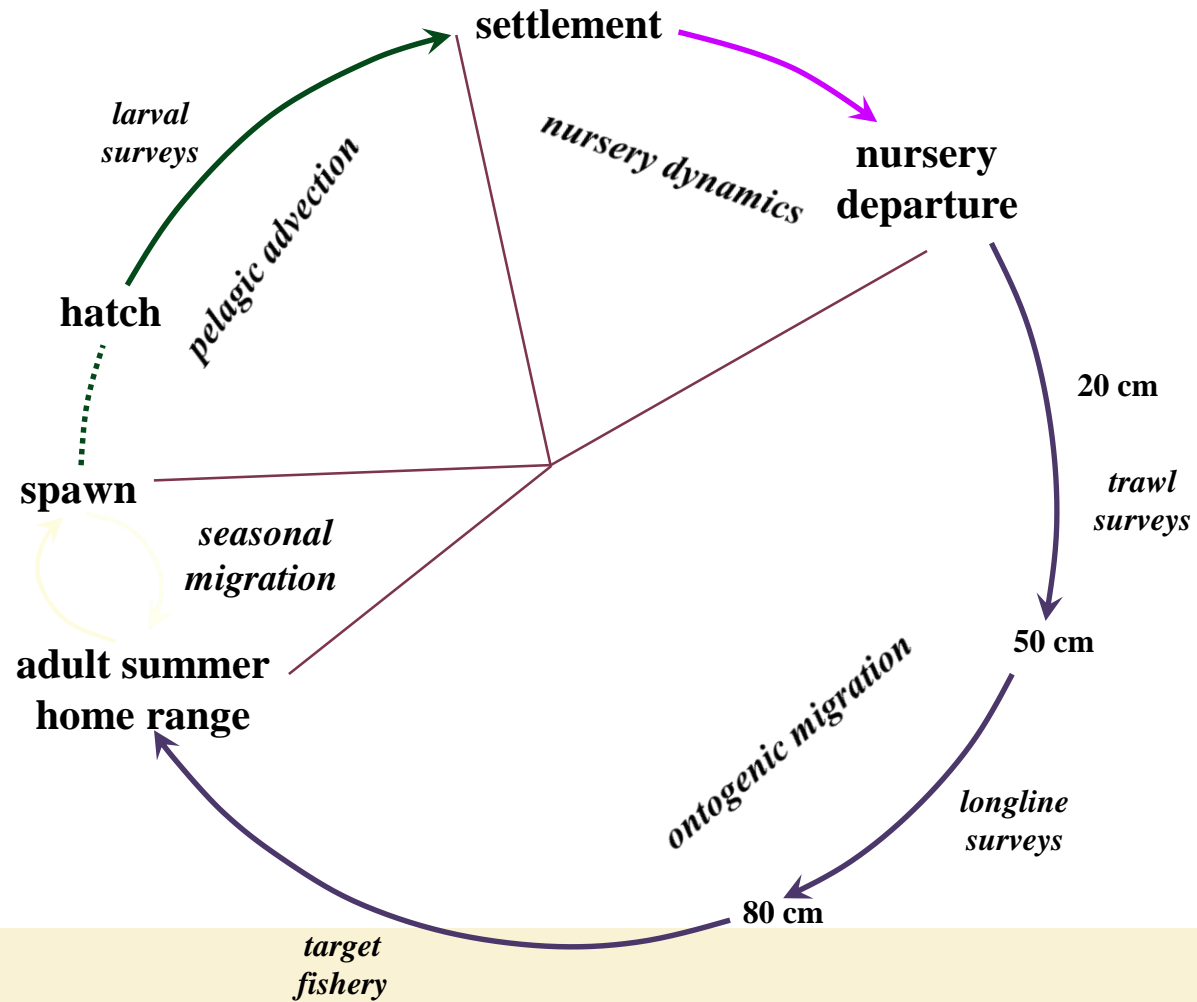 settlement
larval
surveys
nursery dynamics
nursery
departure
pelagic advection
hatch
20 cm
trawl
surveys
spawn
seasonal
migration
50 cm
adult summer
home range
ontogenic migration
longline
surveys
80 cm
target
fishery